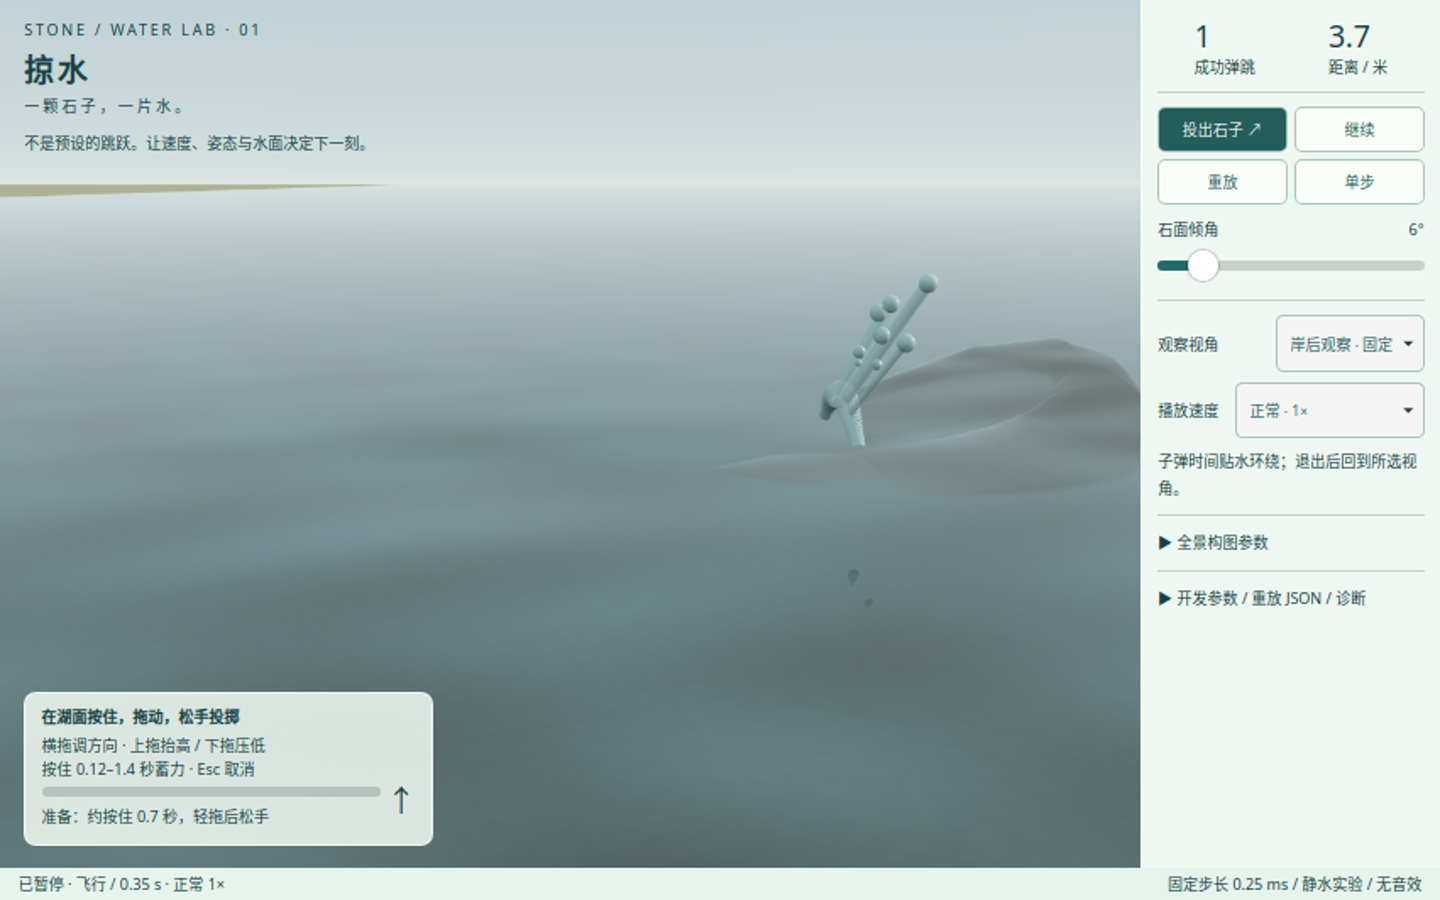 STONE / WATER LAB · 01
掠水
一颗石子，一片水。
不是预设的跳跃。让速度、姿态与水面决定下一刻。
1
成功弹跳
3.7
距离 / 米
投出石子 ↗
继续
重放
单步
石面倾角
6°
观察视角
岸后观察 · 固定
播放速度
正常 · 1×
子弹时间贴水环绕；退出后回到所选视
角。
▶ 全景构图参数
▶ 开发参数 / 重放 JSON / 诊断
在湖面按住，拖动，松手投掷
横拖调方向 · 上拖抬高 / 下拖压低
按住 0.12–1.4 秒蓄力 · Esc 取消
↑
准备：约按住 0.7 秒，轻拖后松手
已暂停 · 飞行 / 0.35 s · 正常 1×
固定步长 0.25 ms / 静水实验 / 无音效